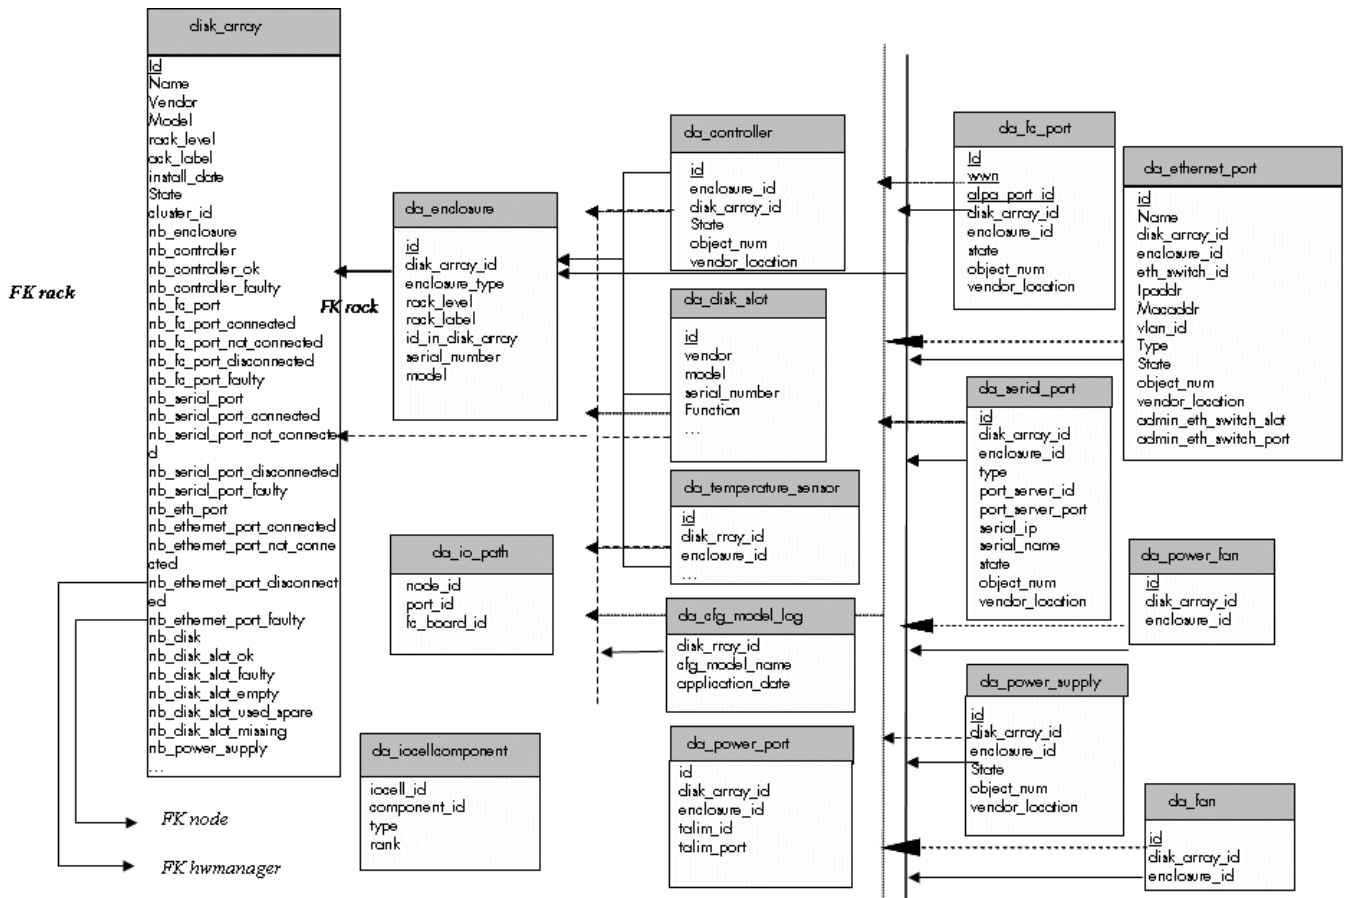 disk_array
Id
Name
Vendor
Model
rack_level
ack_label
install_date
State
cluster_id
nb_enclosure
nb_controller
nb_controller_ok
nb_controller_faulty
nb_fc_port
nb_fc_port_connected
nb_fc_port_not_connected
nb_fc_port_disconnected
nb_fc_port_faulty
nb_serial_port
nb_serial_port_connected
nb_serial_port_not_connecte
d
nb_serial_port_disconnected
nb_serial_port_faulty
nb_eth_port
nb_ethernet_port_connected
nb_ethernet_port_not_conne
cted
nb_ethernet_port_disconnect
ed
nb_ethernet_port_faulty
nb_disk
nb_disk_slot_ok
nb_disk_slot_faulty
nb_disk_slot_empty
nb_disk_slot_used_spare
nb_disk_slot_missing
nb_power_supply
...
FK rack
FK node
FK hwmanager
FK rack
da_enclosure
id
disk_array_id
enclosure_type
rack_level
rack_label
id_in_disk_array
serial_number
model
da_io_path
node_id
port_id
fc_board_id
da_iocellcomponent
iocell_id
component_id
type
rank
da_controller
id
enclosure_id
disk_array_id
State
object_num
vendor_location
da_disk_slot
id
vendor
model
serial_number
Function
...
da_temperature_sensor
id
disk_rray_id
enclosure_id
...
da_cfg_model_log
disk_rray_id
cfg_model_name
application_date
da_power_port
id
disk_array_id
enclosure_id
talim_id
talim_port
da_fc_port
Id
wwn
alpa_port_id
disk_array_id
enclosure_id
state
object_num
vendor_location
da_ethernet_port
id
Name
disk_array_id
enclosure_id
eth_switch_id
Ipaddr
Macaddr
vlan_id
Type
State
object_num
vendor_location
admin_eth_switch_slot
admin_eth_switch_port
da_serial_port
id
disk_array_id
enclosure_id
type
port_server_id
port_server_port
serial_ip
serial_name
state
object_num
vendor_location
da_power_fan
id
disk_array_id
enclosure_id
da_power_supply
id
disk_array_id
enclosure_id
State
object_num
vendor_location
da_fan
id
disk_array_id
enclosure_id